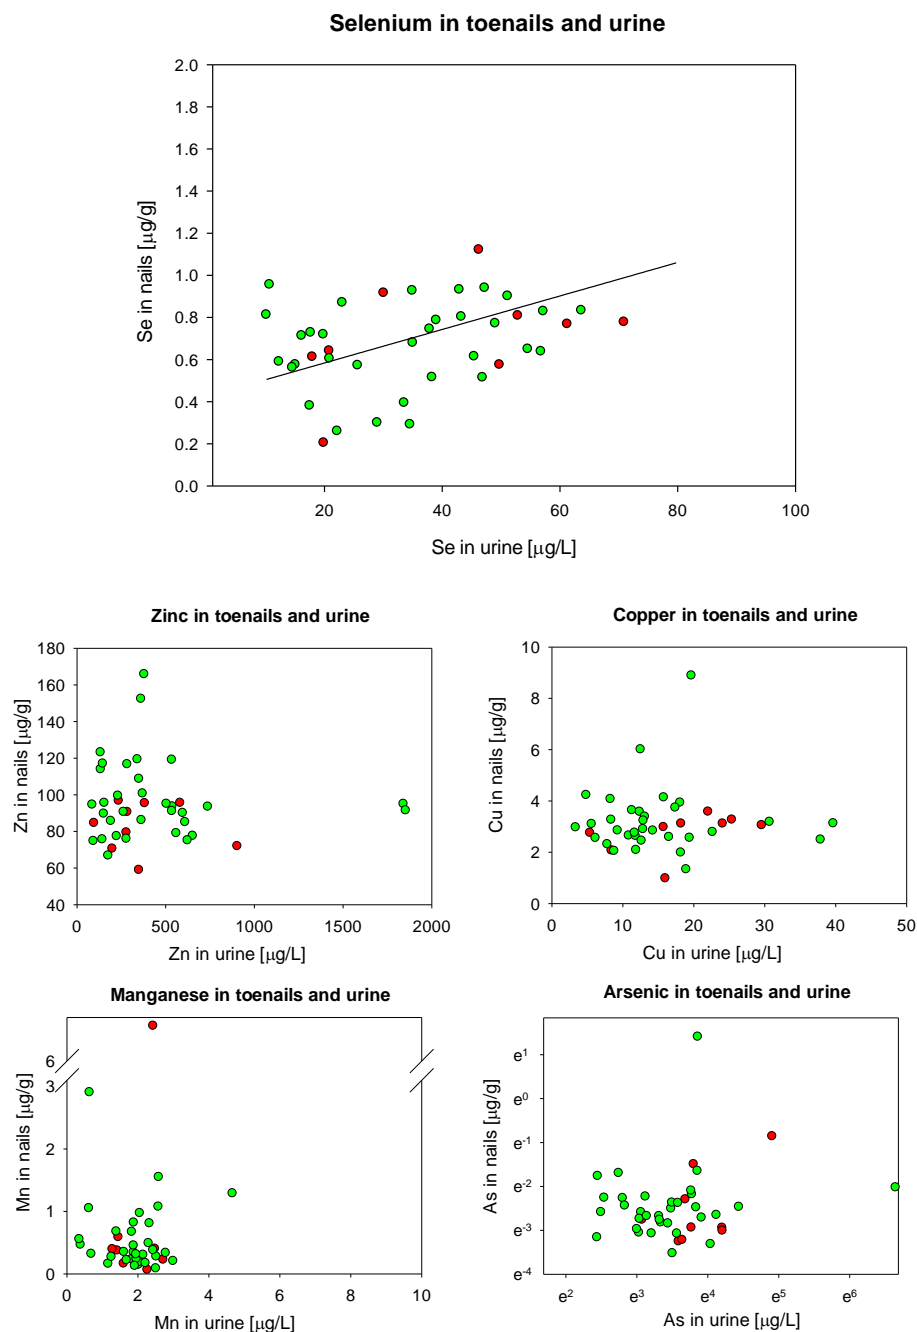 Selenium in toenails and urine
2.0
1.8
1.6
1.4
1.2
1.0
0.8
0.6
0.4
0.2
0.0
Se in nails [μg/g]
20 40 60 80 100
Se in urine [μg/L]
Zinc in toenails and urine
180
160
140
120
100
80
60
40
Zn in nails [μg/g]
0 500 1000 1500 2000
Zn in urine [μg/L]
Copper in toenails and urine
10
8
6
4
2
0
Cu in nails [μg/g]
0 10 20 30 40 50
Cu in urine [μg/L]
Manganese in toenails and urine
6
3
2
1
0
Mn in nails [μg/g]
0 2 4 6 8 10
Mn in urine [μg/L]
Arsenic in toenails and urine
e¹
e⁰
e⁻¹
e⁻²
e⁻³
e⁻⁴
As in nails [μg/g]
e² e³ e⁴ e⁵ e⁶
As in urine [μg/L]